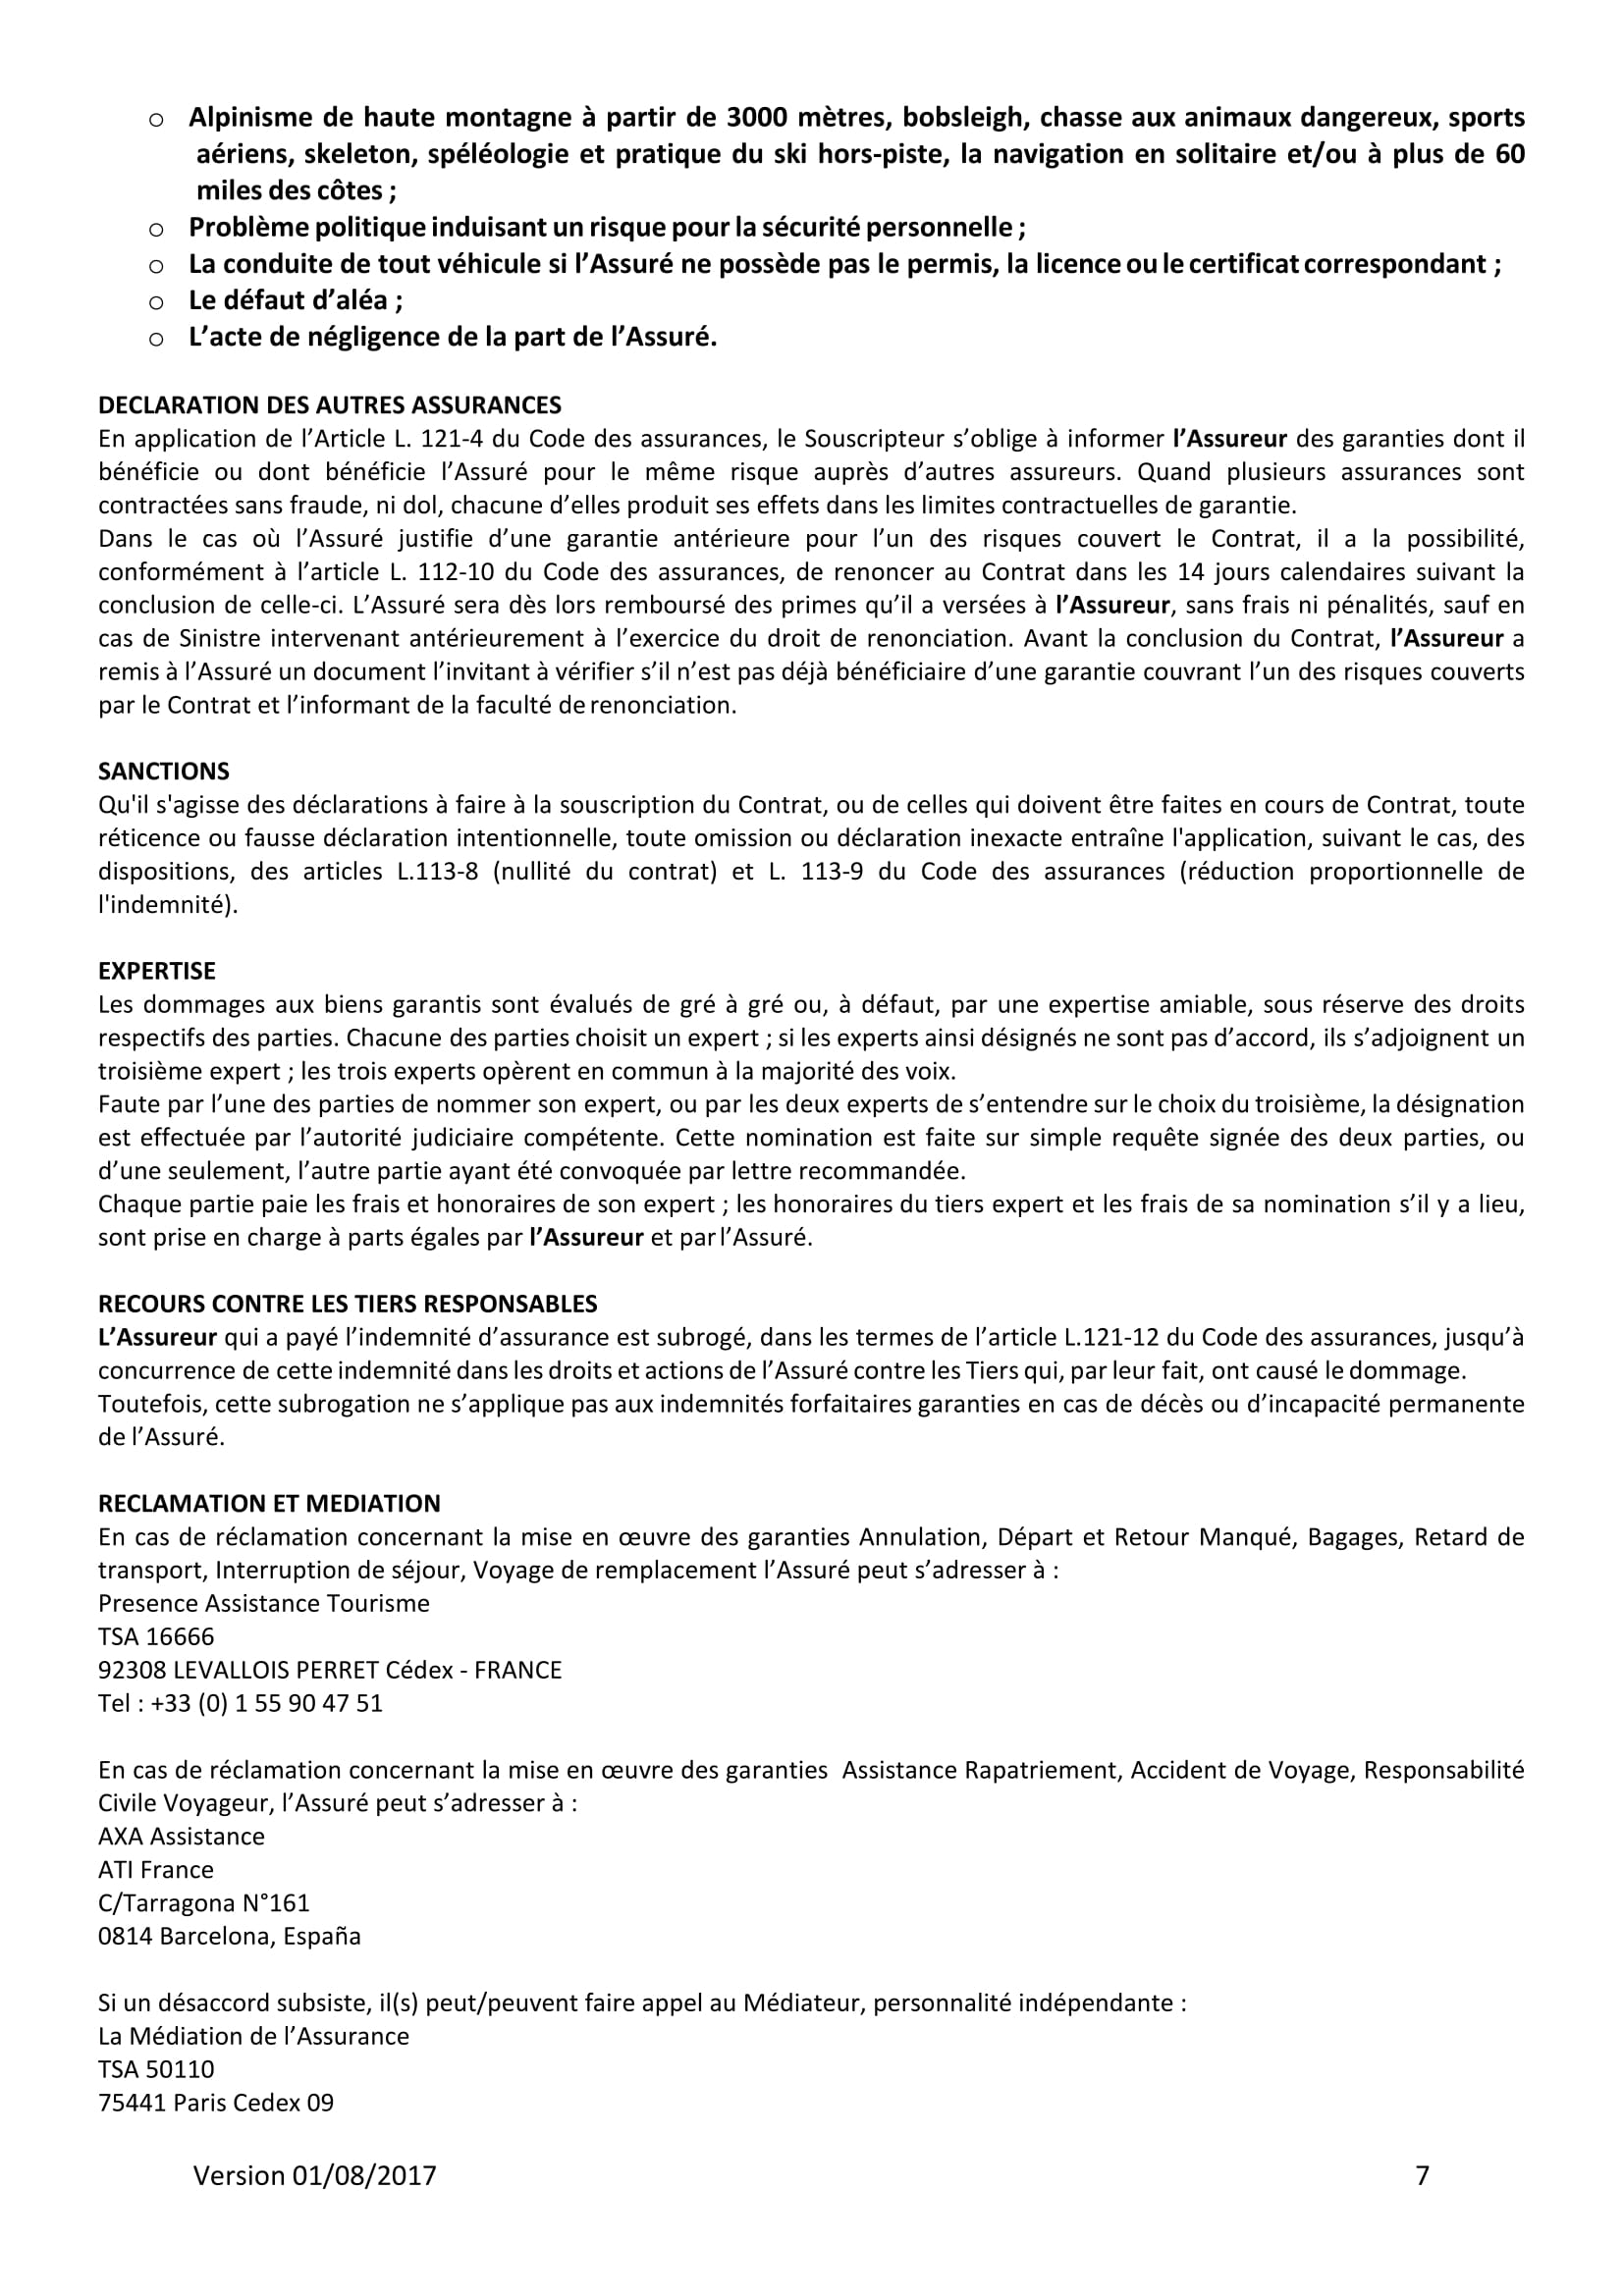 o Alpinisme de haute montagne à partir de 3000 mètres, bobsleigh, chasse aux animaux dangereux, sports
aériens, skeleton, spéléologie et pratique du ski hors-piste, la navigation en solitaire et/ou à plus de 60
miles des côtes ;
o Problème politique induisant un risque pour la sécurité personnelle ;
o La conduite de tout véhicule si l’Assuré ne possède pas le permis, la licence ou le certificat correspondant ;
o Le défaut d’aléa ;
o L’acte de négligence de la part de l’Assuré.
DECLARATION DES AUTRES ASSURANCES
En application de l’Article L. 121-4 du Code des assurances, le Souscripteur s’oblige à informer l’Assureur des garanties dont il
bénéficie ou dont bénéficie l’Assuré pour le même risque auprès d’autres assureurs. Quand plusieurs assurances sont
contractées sans fraude, ni dol, chacune d’elles produit ses effets dans les limites contractuelles de garantie.
Dans le cas où l’Assuré justifie d’une garantie antérieure pour l’un des risques couvert le Contrat, il a la possibilité,
conformément à l’article L. 112-10 du Code des assurances, de renoncer au Contrat dans les 14 jours calendaires suivant la
conclusion de celle-ci. L’Assuré sera dès lors remboursé des primes qu’il a versées à l’Assureur, sans frais ni pénalités, sauf en
cas de Sinistre intervenant antérieurement à l’exercice du droit de renonciation. Avant la conclusion du Contrat, l’Assureur a
remis à l’Assuré un document l’invitant à vérifier s’il n’est pas déjà bénéficiaire d’une garantie couvrant l’un des risques couverts
par le Contrat et l’informant de la faculté de renonciation.
SANCTIONS
Qu'il s'agisse des déclarations à faire à la souscription du Contrat, ou de celles qui doivent être faites en cours de Contrat, toute
réticence ou fausse déclaration intentionnelle, toute omission ou déclaration inexacte entraîne l'application, suivant le cas, des
dispositions, des articles L.113-8 (nullité du contrat) et L. 113-9 du Code des assurances (réduction proportionnelle de
l'indemnité).
EXPERTISE
Les dommages aux biens garantis sont évalués de gré à gré ou, à défaut, par une expertise amiable, sous réserve des droits
respectifs des parties. Chacune des parties choisit un expert ; si les experts ainsi désignés ne sont pas d’accord, ils s’adjoignent un
troisième expert ; les trois experts opèrent en commun à la majorité des voix.
Faute par l’une des parties de nommer son expert, ou par les deux experts de s’entendre sur le choix du troisième, la désignation
est effectuée par l’autorité judiciaire compétente. Cette nomination est faite sur simple requête signée des deux parties, ou
d’une seulement, l’autre partie ayant été convoquée par lettre recommandée.
Chaque partie paie les frais et honoraires de son expert ; les honoraires du tiers expert et les frais de sa nomination s’il y a lieu,
sont prise en charge à parts égales par l’Assureur et par l’Assuré.
RECOURS CONTRE LES TIERS RESPONSABLES
L’Assureur qui a payé l’indemnité d’assurance est subrogé, dans les termes de l’article L.121-12 du Code des assurances, jusqu’à
concurrence de cette indemnité dans les droits et actions de l’Assuré contre les Tiers qui, par leur fait, ont causé le dommage.
Toutefois, cette subrogation ne s’applique pas aux indemnités forfaitaires garanties en cas de décès ou d’incapacité permanente
de l’Assuré.
RECLAMATION ET MEDIATION
En cas de réclamation concernant la mise en œuvre des garanties Annulation, Départ et Retour Manqué, Bagages, Retard de
transport, Interruption de séjour, Voyage de remplacement l’Assuré peut s’adresser à :
Presence Assistance Tourisme
TSA 16666
92308 LEVALLOIS PERRET Cédex - FRANCE
Tel : +33 (0) 1 55 90 47 51
En cas de réclamation concernant la mise en œuvre des garanties Assistance Rapatriement, Accident de Voyage, Responsabilité
Civile Voyageur, l’Assuré peut s’adresser à :
AXA Assistance
ATI France
C/Tarragona N°161
0814 Barcelona, España
Si un désaccord subsiste, il(s) peut/peuvent faire appel au Médiateur, personnalité indépendante :
La Médiation de l’Assurance
TSA 50110
75441 Paris Cedex 09
Version 01/08/2017 7